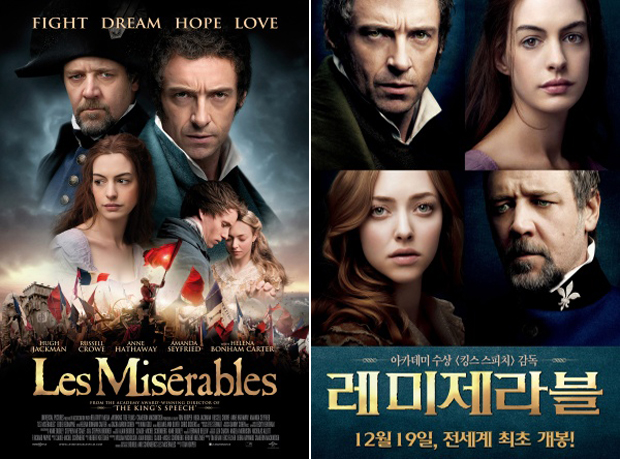 FIGHT DREAM HOPE LOVE
HUGH JACKMAN
RUSSELL CROWE
ANNE HATHAWAY
AMANDA SEYFRIED
WITH HELENA BONHAM CARTER
Les Misérables
FROM THE ACADEMY AWARD®-WINNING DIRECTOR OF
'THE KING'S SPEECH'
아카데미 수상 〈킹스 스피치〉 감독
레미제라블
12월 19일, 전세계 최초 개봉!